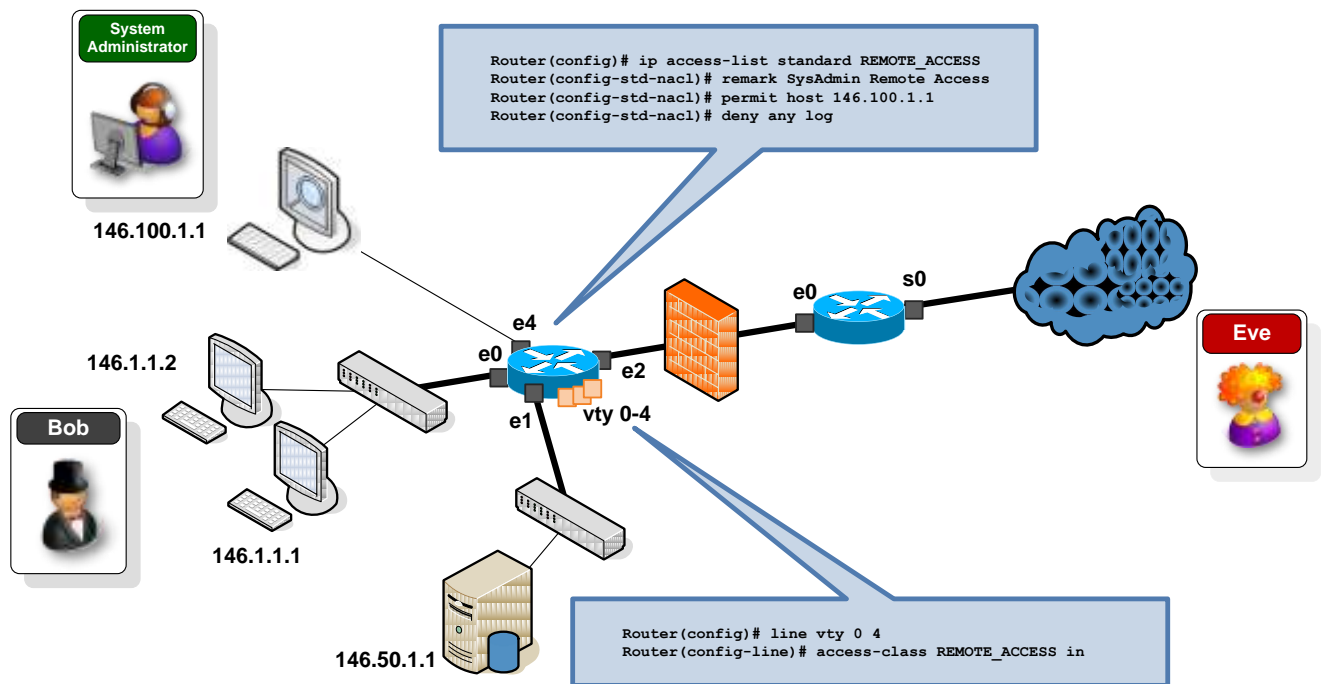 System
Administrator
146.100.1.1
Router(config)# ip access-list standard REMOTE_ACCESS
Router(config-std-nacl)# remark SysAdmin Remote Access
Router(config-std-nacl)# permit host 146.100.1.1
Router(config-std-nacl)# deny any log
e4
e0
e2
e1
vty 0-4
e0
s0
Eve
146.1.1.2
Bob
146.1.1.1
146.50.1.1
Router(config)# line vty 0 4
Router(config-line)# access-class REMOTE_ACCESS in